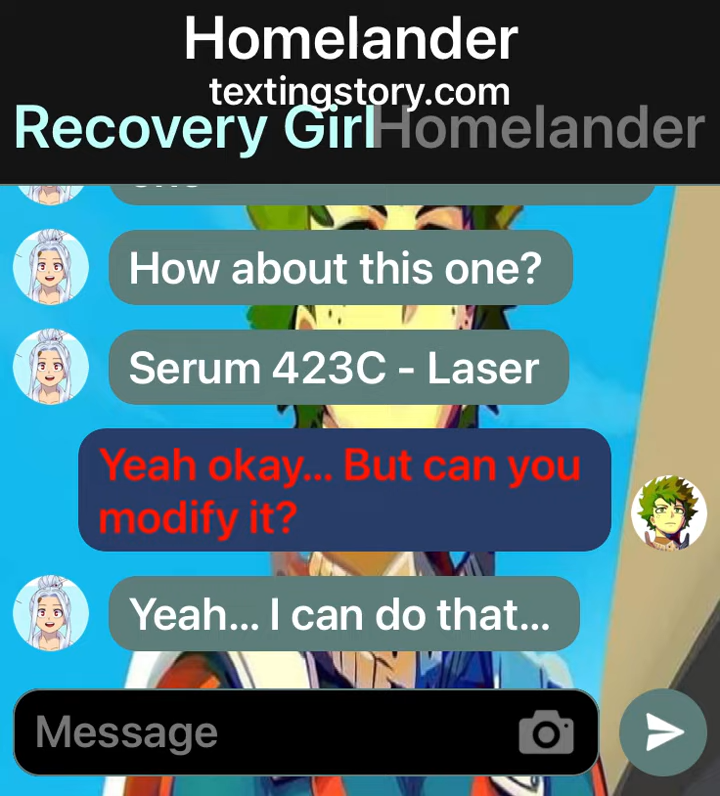 Homelander
textingstory.com
Recovery Girl Homelander
How about this one?
Serum 423C - Laser
Yeah okay... But can you
modify it?
Yeah... I can do that...
Message